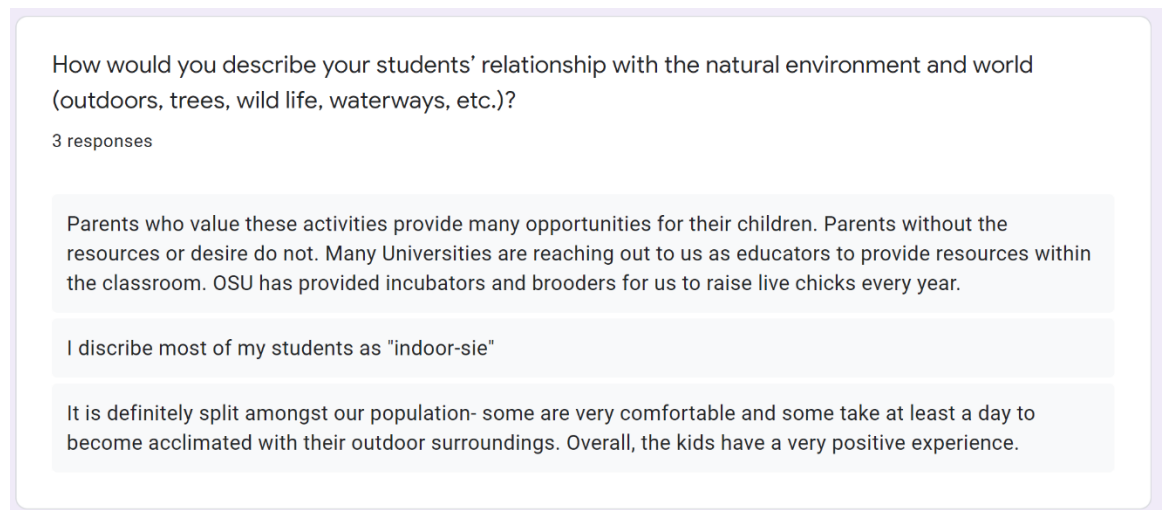 How would you describe your students’ relationship with the natural environment and world
(outdoors, trees, wild life, waterways, etc.)?
3 responses
Parents who value these activities provide many opportunities for their children. Parents without the
resources or desire do not. Many Universities are reaching out to us as educators to provide resources within
the classroom. OSU has provided incubators and brooders for us to raise live chicks every year.
I discribe most of my students as "indoor-sie"
It is definitely split amongst our population- some are very comfortable and some take at least a day to
become acclimated with their outdoor surroundings. Overall, the kids have a very positive experience.